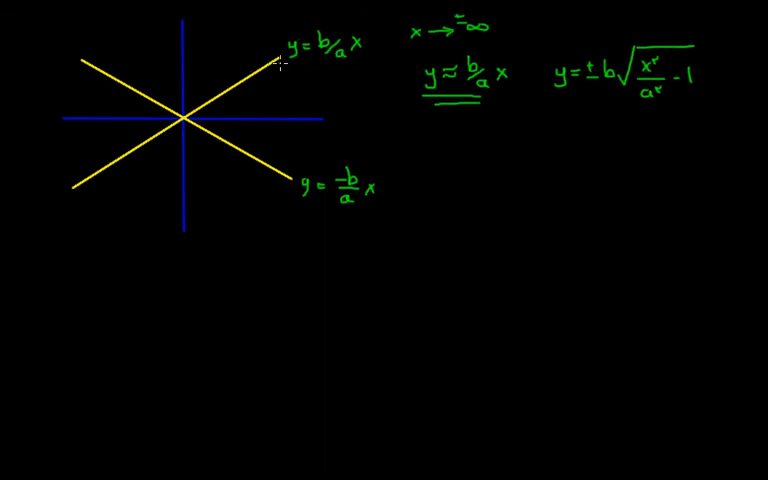 y = b/a x
x → ±∞
y ≈ b/a x
y = ± b √(x²/a² - 1)
y = -b/a x